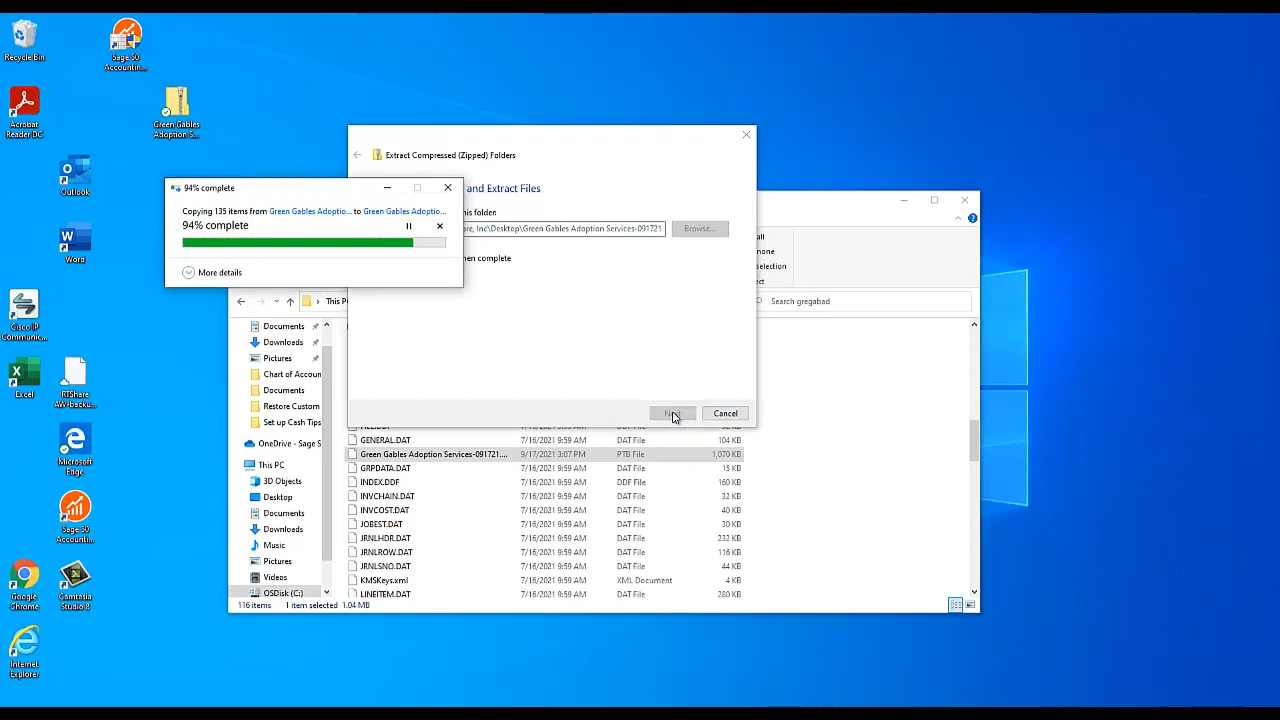 Recycle Bin
Sage 50
Accountin...
Acrobat
Reader DC
Green Gables
Adoption S...
Outlook
Word
Cisco IP
Communic...
Excel
RTShare
AW-backu...
Microsoft
Edge
Sage 50
Accountin...
Google
Chrome
Camtasia
Studio 8
Internet
Explorer
Extract Compressed (Zipped) Folders
and Extract Files
his folder:
re, Inc\Desktop\Green Gables Adoption Services-091721
Browse...
en complete
Cancel
94% complete
Copying 135 items from Green Gables Adoptio... to Green Gables Adoptio...
94% complete
More details
all
one
selection
ct
This P
Search gregabad
Documents
Downloads
Pictures
Chart of Accoun
Documents
Restore Custom
Set up Cash Tips
OneDrive - Sage S
This PC
3D Objects
Desktop
Documents
Downloads
Music
Pictures
Videos
OSDisk (C:)
GENERAL.DAT 7/16/2021 9:59 AM DAT File 104 KB
Green Gables Adoption Services-091721.... 9/17/2021 3:07 PM PTB File 1,070 KB
GRPDATA.DAT 7/16/2021 9:59 AM DAT File 15 KB
INDEX.DDF 7/16/2021 9:59 AM DDF File 160 KB
INVCHAIN.DAT 7/16/2021 9:59 AM DAT File 32 KB
INVCOST.DAT 7/16/2021 9:59 AM DAT File 40 KB
JOBEST.DAT 7/16/2021 9:59 AM DAT File 30 KB
JRNLHDR.DAT 7/16/2021 9:59 AM DAT File 232 KB
JRNLROW.DAT 7/16/2021 9:59 AM DAT File 116 KB
JRNLSNO.DAT 7/16/2021 9:59 AM DAT File 44 KB
KMSKeys.xml 7/16/2021 9:59 AM XML Document 4 KB
LINEITEM.DAT 7/16/2021 9:59 AM DAT File 280 KB
116 items 1 item selected 1.04 MB